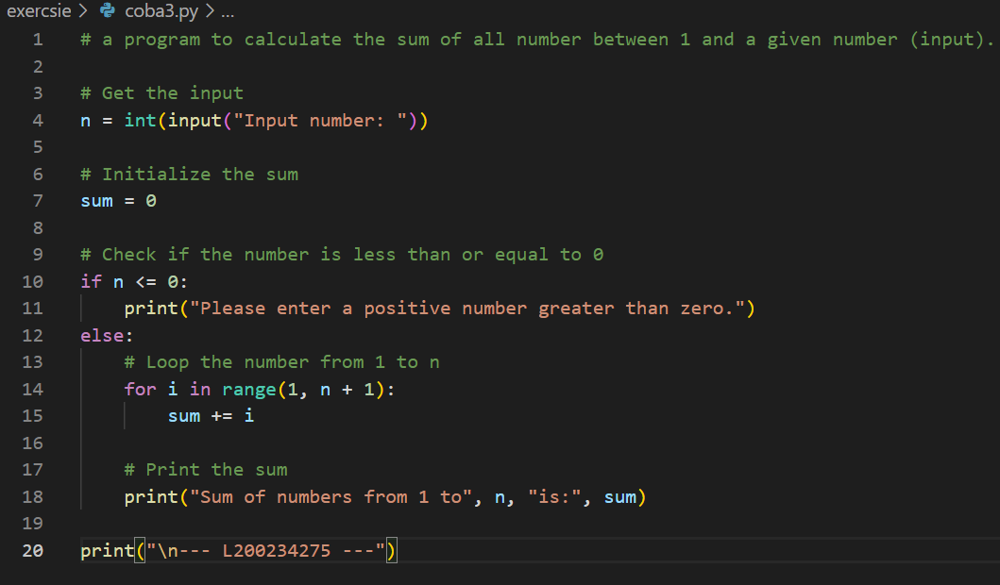 exercsie > coba3.py > ...
1 # a program to calculate the sum of all number between 1 and a given number (input).
2
3 # Get the input
4 n = int(input("Input number: "))
5
6 # Initialize the sum
7 sum = 0
8
9 # Check if the number is less than or equal to 0
10 if n <= 0:
11     print("Please enter a positive number greater than zero.")
12 else:
13     # Loop the number from 1 to n
14     for i in range(1, n + 1):
15         sum += i
16
17     # Print the sum
18     print("Sum of numbers from 1 to", n, "is:", sum)
19
20 print("\n--- L200234275 ---")